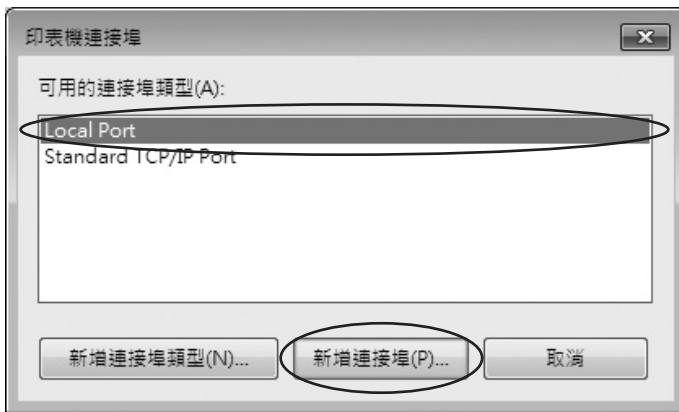 印表機連接埠
可用的連接埠類型(A):
Local Port
Standard TCP/IP Port
新增連接埠類型(N)...
新增連接埠(P)...
取消